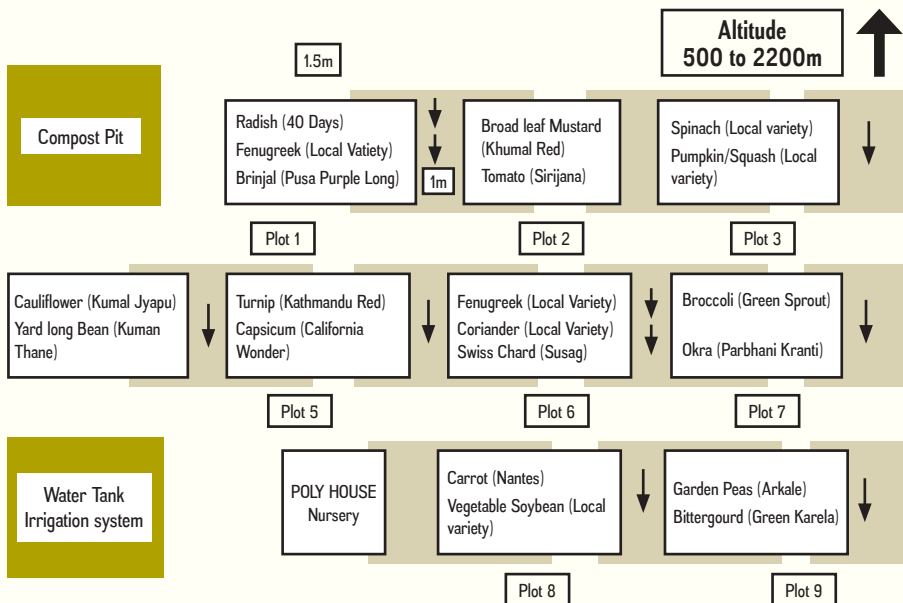 Altitude
500 to 2200m
1.5m
Compost Pit
Radish (40 Days)
Fenugreek (Local Vatiety)
Brinjal (Pusa Purple Long)
1m
Broad leaf Mustard
(Khumal Red)
Tomato (Sirijana)
Spinach (Local variety)
Pumpkin/Squash (Local
variety)
Plot 1
Plot 2
Plot 3
Cauliflower (Kumal Jyapu)
Yard long Bean (Kuman
Thane)
Turnip (Kathmandu Red)
Capsicum (California
Wonder)
Fenugreek (Local Variety)
Coriander (Local Variety)
Swiss Chard (Susag)
Broccoli (Green Sprout)
Okra (Parbhani Kranti)
Plot 5
Plot 6
Plot 7
Water Tank
Irrigation system
POLY HOUSE
Nursery
Carrot (Nantes)
Vegetable Soybean (Local
variety)
Garden Peas (Arkale)
Bittergourd (Green Karela)
Plot 8
Plot 9